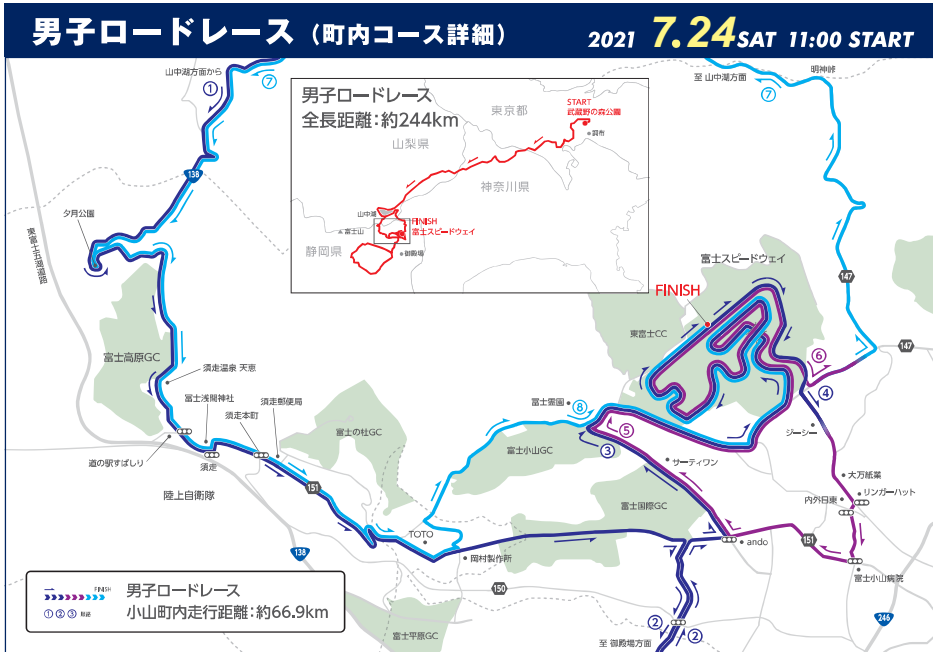 男子ロードレース（町内コース詳細）
2021 7.24 SAT 11:00 START
山中湖方面から
①
⑦
至 山中湖方面
明神峠
⑦
男子ロードレース
全長距離：約244km
東京都
START
武蔵野の森公園
調布
山梨県
神奈川県
山中湖
富士山
FINISH
富士スピードウェイ
御殿場
静岡県
138
夕月公園
東富士五湖道路
富士スピードウェイ
FINISH
147
東富士CC
147
富士高原GC
須走温泉 天恵
⑥
④
富士浅間神社
須走本町
須走郵便局
富士霊園
⑧
⑤
③
ジーシー
富士の杜GC
富士小山GC
道の駅すばしり
須走
サーティワン
大万紙業
リンガーハット
内外日東
陸上自衛隊
151
富士国際GC
TOTO
ando
151
138
岡村製作所
富士小山病院
150
FINISH
男子ロードレース
①②③
小山町内走行距離：約66.9km
②
②
246
富士平原GC
至 御殿場方面